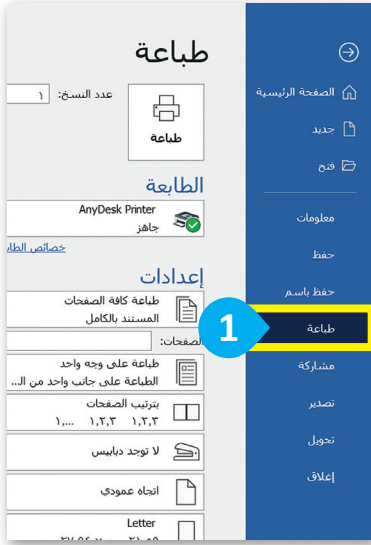 الصفحة الرئيسية
جديد
فتح
معلومات
حفظ
حفظ باسم
طباعة
1
مشاركة
تصدير
تحويل
إغلاق
طباعة
طباعة
عدد النسخ: ١
الطابعة
AnyDesk Printer
جاهز
خصائص
إعدادات
طباعة كافة الصفحات
المستند بالكامل
الصفحات:
طباعة على وجه واحد
الطباعة على جانب واحد من الـ...
بترتيب الصفحات
١,٢,٣ ١,٢,٣ ١,...
لا توجد دبابيس
اتجاه عمودي
Letter